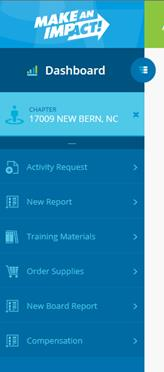 MAKE AN
IMPACT!
Dashboard
CHAPTER
17009 NEW BERN, NC
Activity Request
New Report
Training Materials
Order Supplies
New Board Report
Compensation